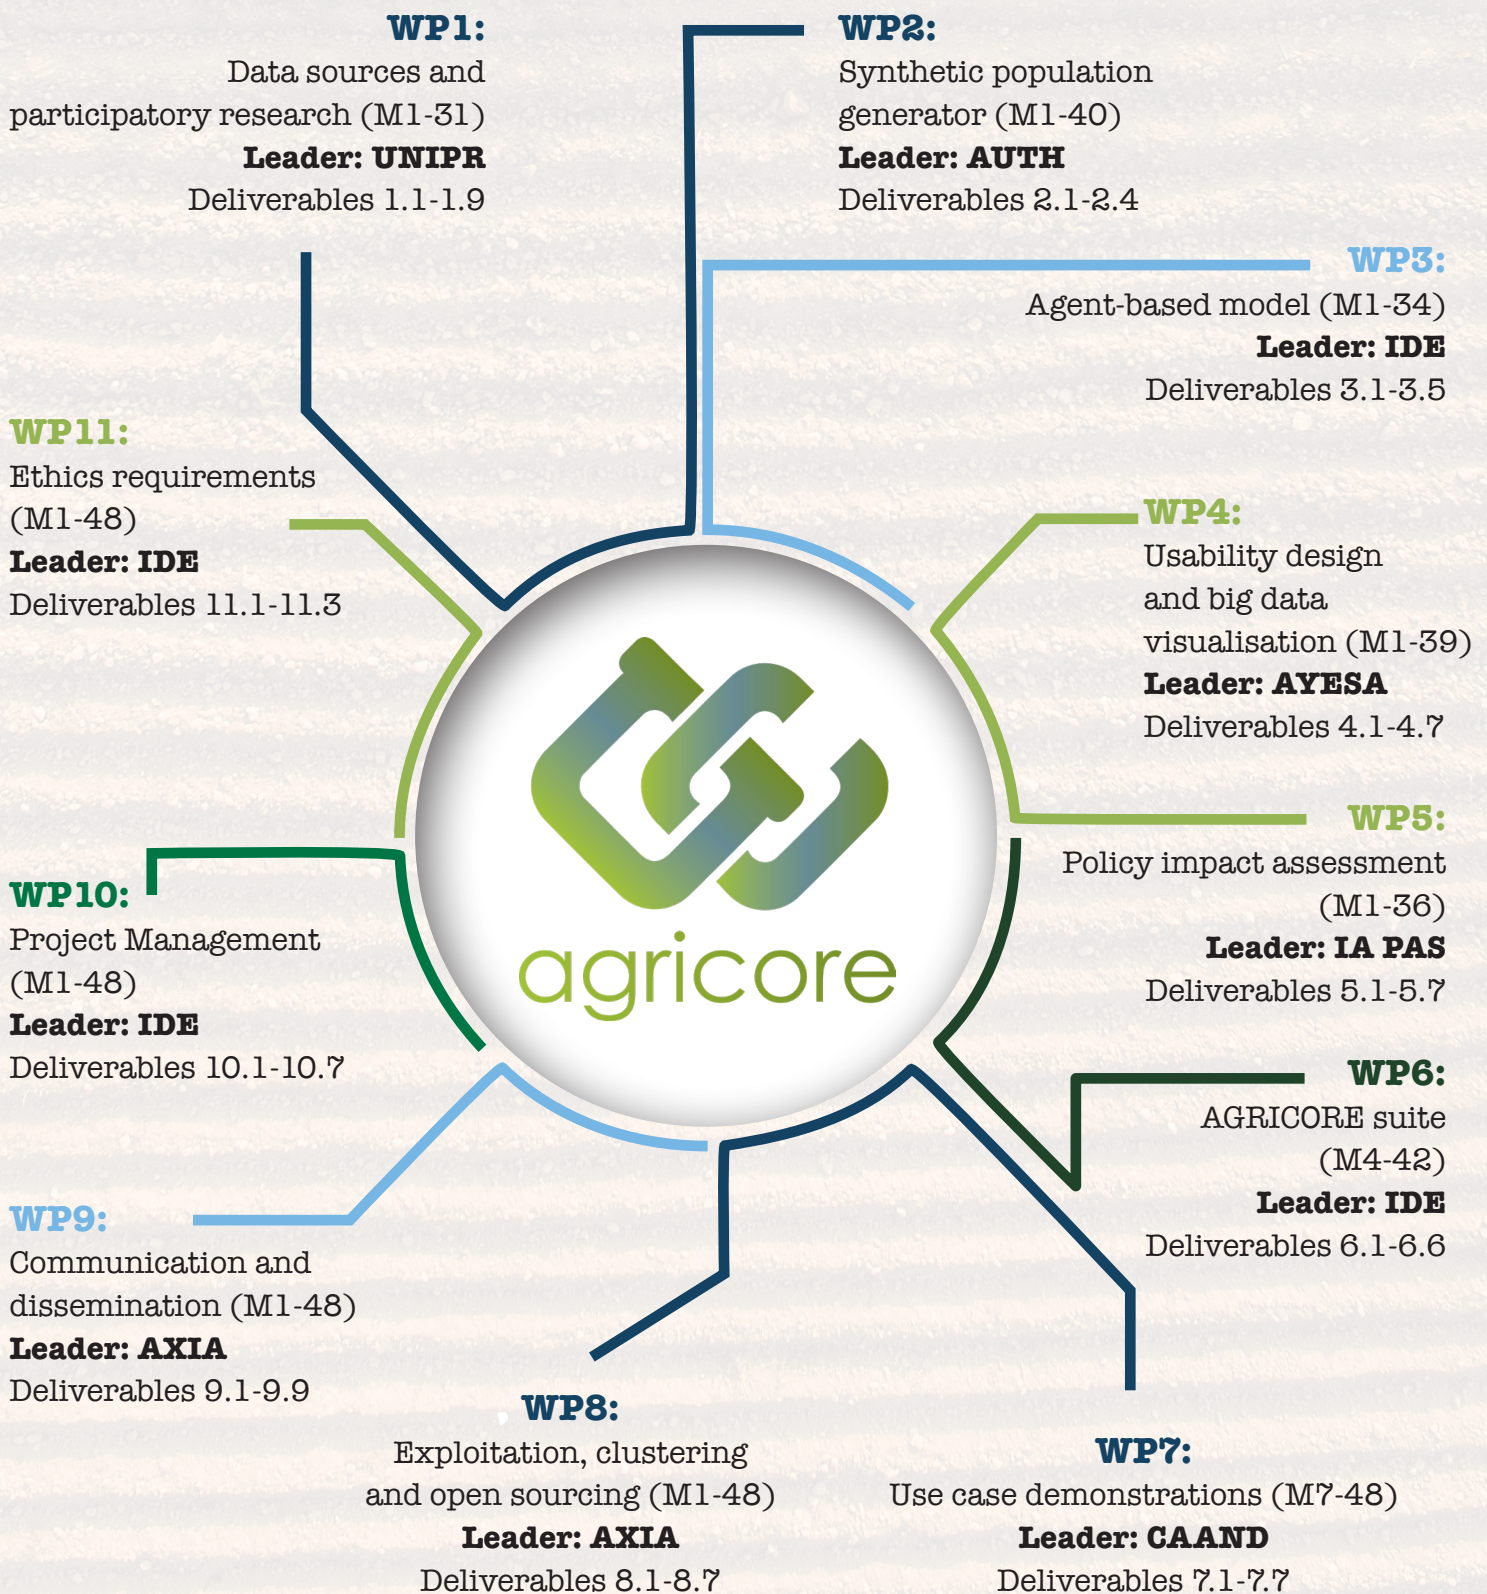 WP1:
Data sources and
participatory research (M1-31)
Leader: UNIPR
Deliverables 1.1-1.9
WP2:
Synthetic population
generator (M1-40)
Leader: AUTH
Deliverables 2.1-2.4
WP3:
Agent-based model (M1-34)
Leader: IDE
Deliverables 3.1-3.5
WP4:
Usability design
and big data
visualisation (M1-39)
Leader: AYESA
Deliverables 4.1-4.7
WP5:
Policy impact assessment
(M1-36)
Leader: IA PAS
Deliverables 5.1-5.7
WP6:
AGRICORE suite
(M4-42)
Leader: IDE
Deliverables 6.1-6.6
WP7:
Use case demonstrations (M7-48)
Leader: CAAND
Deliverables 7.1-7.7
WP8:
Exploitation, clustering
and open sourcing (M1-48)
Leader: AXIA
Deliverables 8.1-8.7
WP9:
Communication and
dissemination (M1-48)
Leader: AXIA
Deliverables 9.1-9.9
WP10:
Project Management
(M1-48)
Leader: IDE
Deliverables 10.1-10.7
WP11:
Ethics requirements
(M1-48)
Leader: IDE
Deliverables 11.1-11.3
agricore